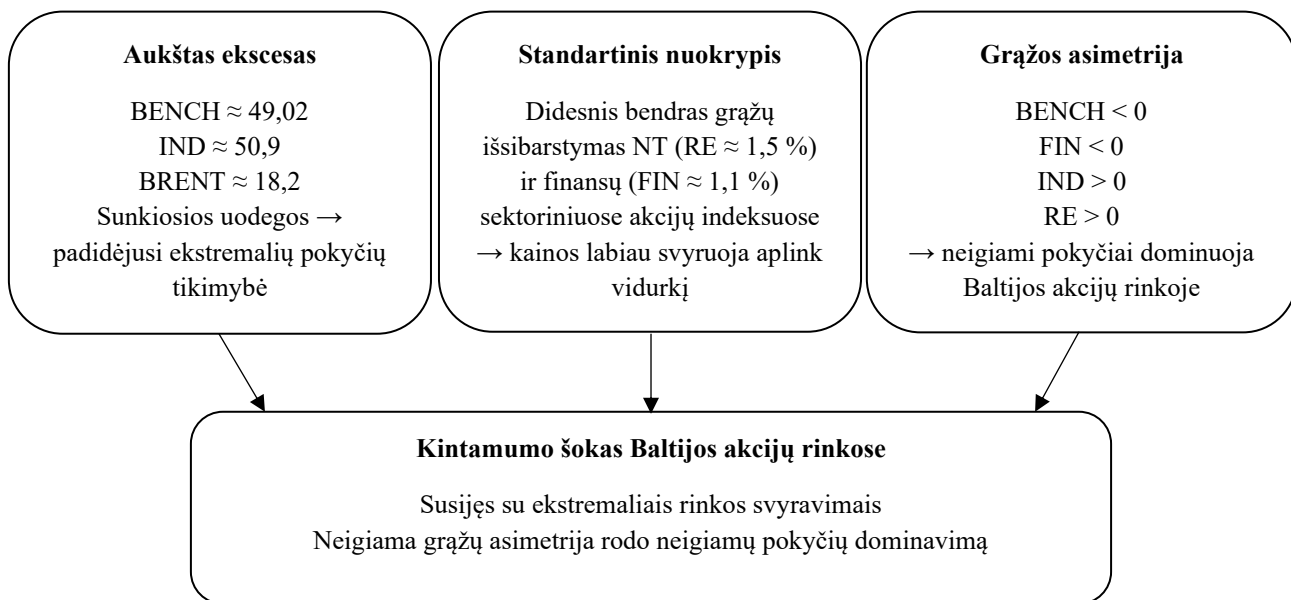 Aukštas ekscesas
BENCH ≈ 49,02
IND ≈ 50,9
BRENT ≈ 18,2
Sunkiosios uodegos →
padidėjusi ekstremalių pokyčių
tikimybė
Standartinis nuokrypis
Didesnis bendras grąžų
išsibarstymas NT (RE ≈ 1,5 %)
ir finansų (FIN ≈ 1,1 %)
sektoriniuose akcijų indeksuose
→ kainos labiau svyruoja aplink
vidurkį
Grąžos asimetrija
BENCH < 0
FIN < 0
IND > 0
RE > 0
→ neigiami pokyčiai dominuoja
Baltijos akcijų rinkoje
Kintamumo šokas Baltijos akcijų rinkose
Susijęs su ekstremaliais rinkos svyravimais
Neigiama grąžų asimetrija rodo neigiamų pokyčių dominavimą